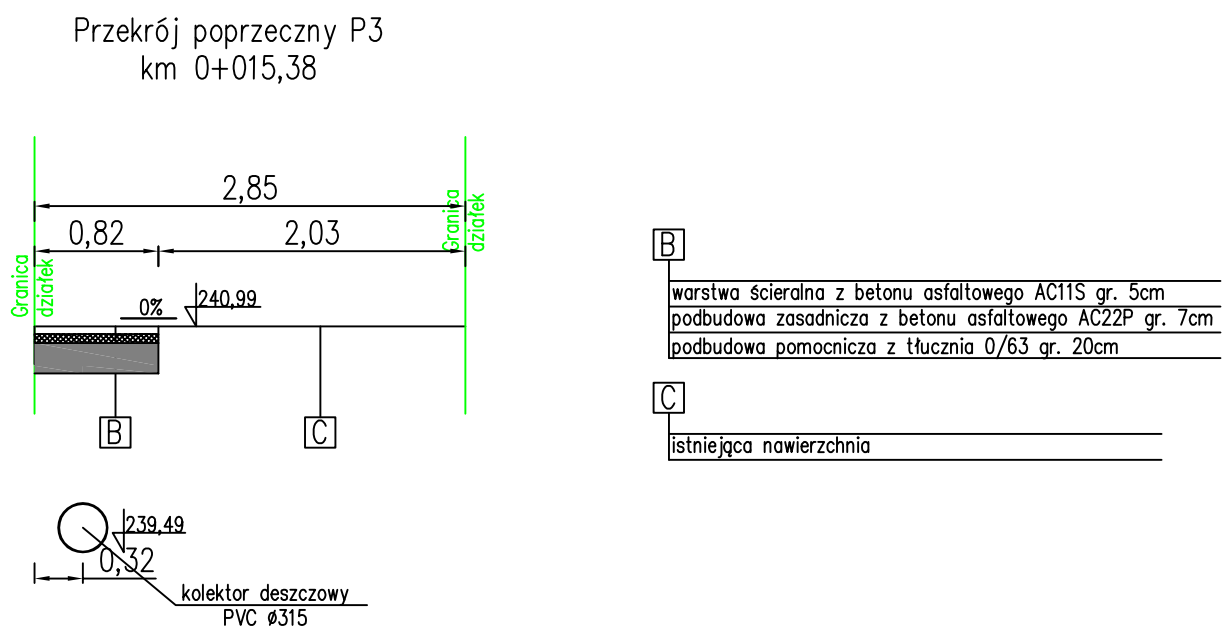 Przekrój poprzeczny P3
km 0+015,38
2,85
0,82
2,03
Granica
działek
Granica
działek
0%
240,99
B
C
239,49
0,32
kolektor deszczowy
PVC ø315
B
warstwa ścieralna z betonu asfaltowego AC11S gr. 5cm
podbudowa zasadnicza z betonu asfaltowego AC22P gr. 7cm
podbudowa pomocnicza z tłucznia 0/63 gr. 20cm
C
istniejąca nawierzchnia